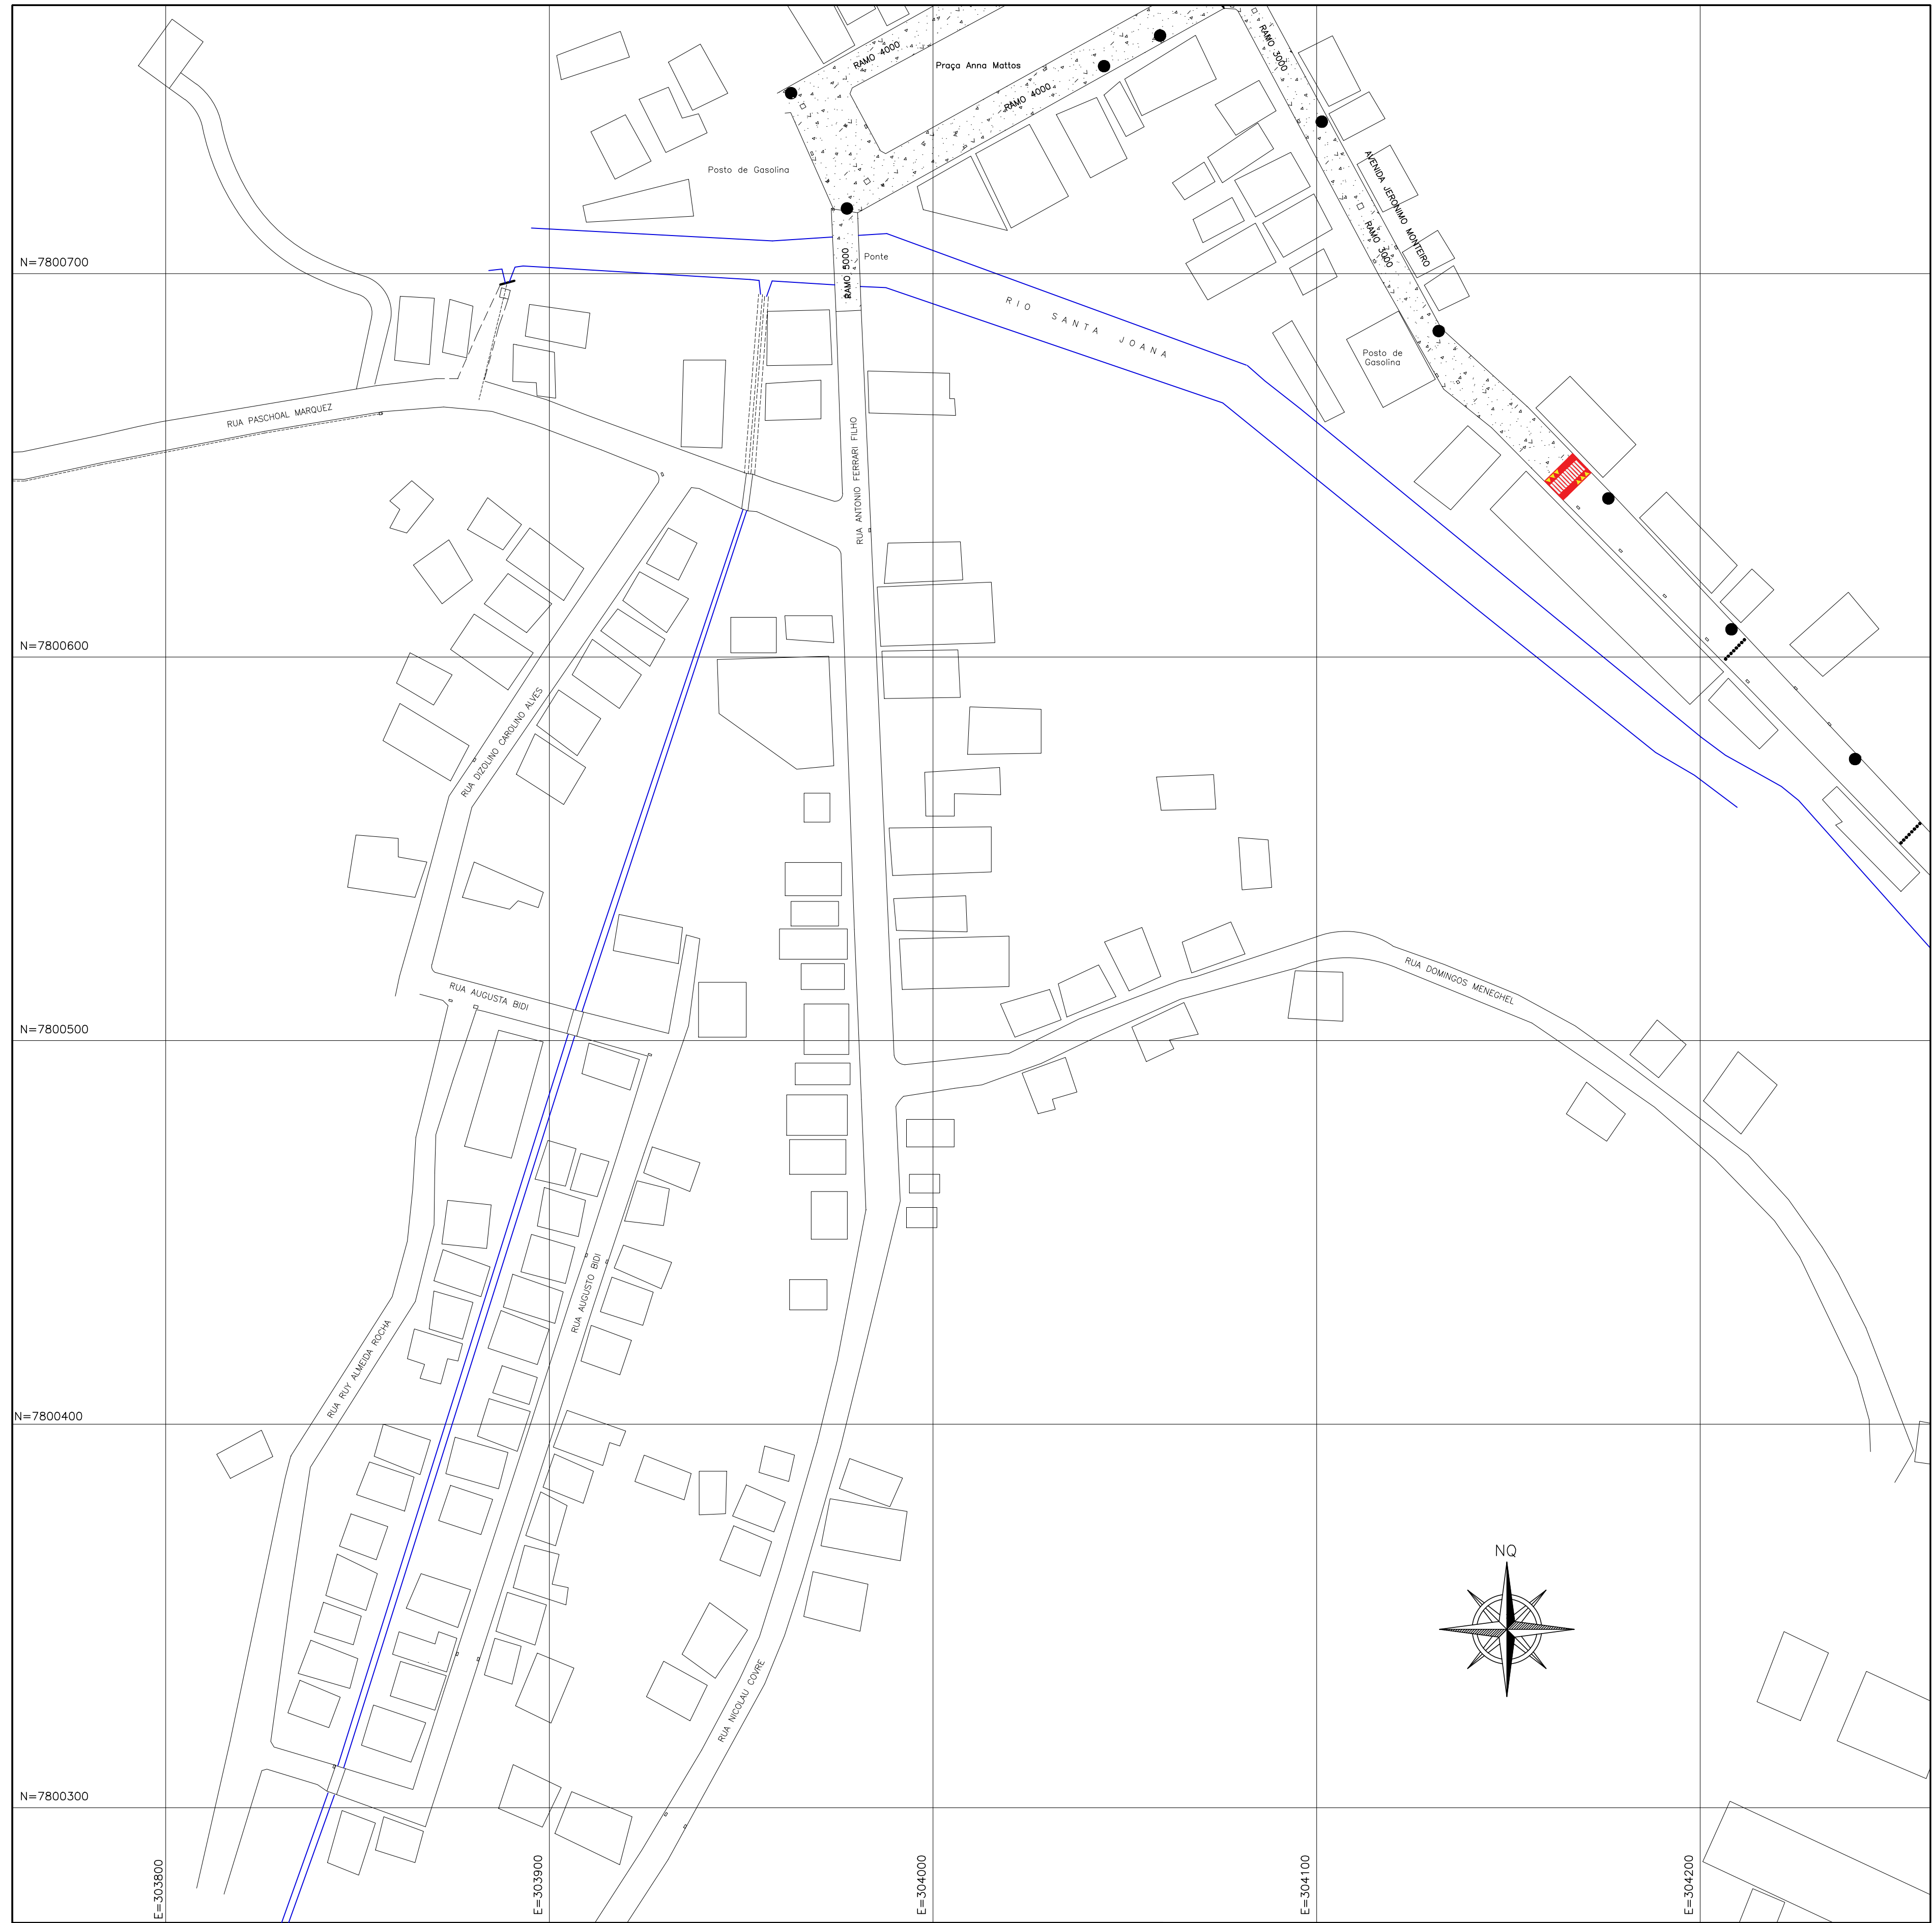 RAMO 4000
Praça Anna Mattos
RAMO 3000
RAMO 4000
Posto de Gasolina
AVENIDA JERONIMO MONTEIRO
RAMO 3000
N=7800700
RAMO 5000
Ponte
RIO SANTA JOANA
Posto de
Gasolina
RUA PASCHOAL MARQUEZ
RUA ANTONIO FERRARI FILHO
N=7800600
RUA DIZOLINO CAROLINO ALVES
RUA DOMINGOS MENEGHEL
RUA AUGUSTA BIDI
N=7800500
RUA AUGUSTO BIDI
RUA RUY ALMEIDA ROCHA
N=7800400
NQ
RUA NICOLAU COVRE
N=7800300
E=303800
E=303900
E=304000
E=304100
E=304200